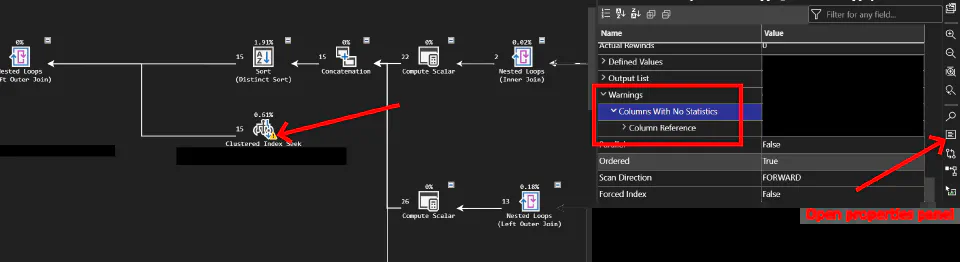 0%
Nested Loops
(Left Outer Join)
15
1.91%
Sort
(Distinct Sort)
15
0%
Concatenation
22
0%
Compute Scalar
2
0.02%
Nested Loops
(Inner Join)
15
0.61%
Clustered Index Seek
26
0%
Compute Scalar
13
0.18%
Nested Loops
(Left Outer Join)
Filter for any field...
Name Value
Actual Rewinds 0
Defined Values
Output List
Warnings
Columns With No Statistics
Column Reference
Parallel False
Ordered True
Scan Direction FORWARD
Forced Index False
Open properties panel